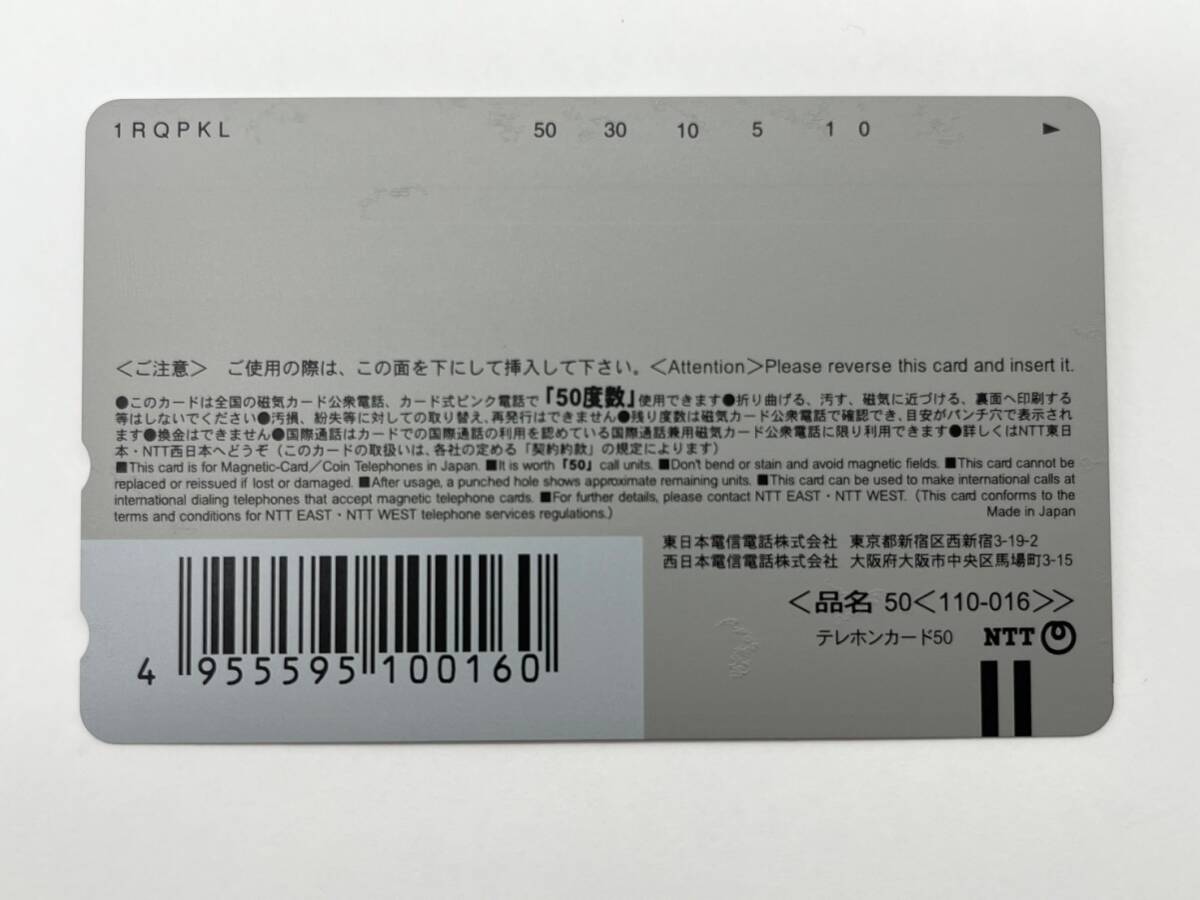 1RQPKL 50 30 10 5 1 0 ▶
＜ご注意＞ ご使用の際は、この面を下にして挿入して下さい。＜Attention＞Please reverse this card and insert it.
●このカードは全国の磁気カード公衆電話、カード式ピンク電話で「50度数」使用できます●折り曲げる、汚す、磁気に近づける、裏面へ印刷する
等はしないでください●汚損、紛失等に対しての取り替え、再発行はできません●残り度数は磁気カード公衆電話で確認でき、目安がパンチ穴で表示され
ます●換金はできません●国際通話はカードでの国際通話の利用を認めている国際通話兼用磁気カード公衆電話に限り利用できます●詳しくはNTT東日
本・NTT西日本へどうぞ（このカードの取扱いは、各社の定める「契約約款」の規定によります）
■This card is for Magnetic-Card／Coin Telephones in Japan. ■It is worth「50」call units. ■Don't bend or stain and avoid magnetic fields. ■This card cannot be
replaced or reissued if lost or damaged. ■After usage, a punched hole shows approximate remaining units. ■This card can be used to make international calls at
international dialing telephones that accept magnetic telephone cards. ■For further details, please contact NTT EAST・NTT WEST.（This card conforms to the
terms and conditions for NTT EAST・NTT WEST telephone services regulations.） Made in Japan
東日本電信電話株式会社 東京都新宿区西新宿3-19-2
西日本電信電話株式会社 大阪府大阪市中央区馬場町3-15
＜品名 50＜110-016＞＞
テレホンカード50 NTT
4 955595 100160